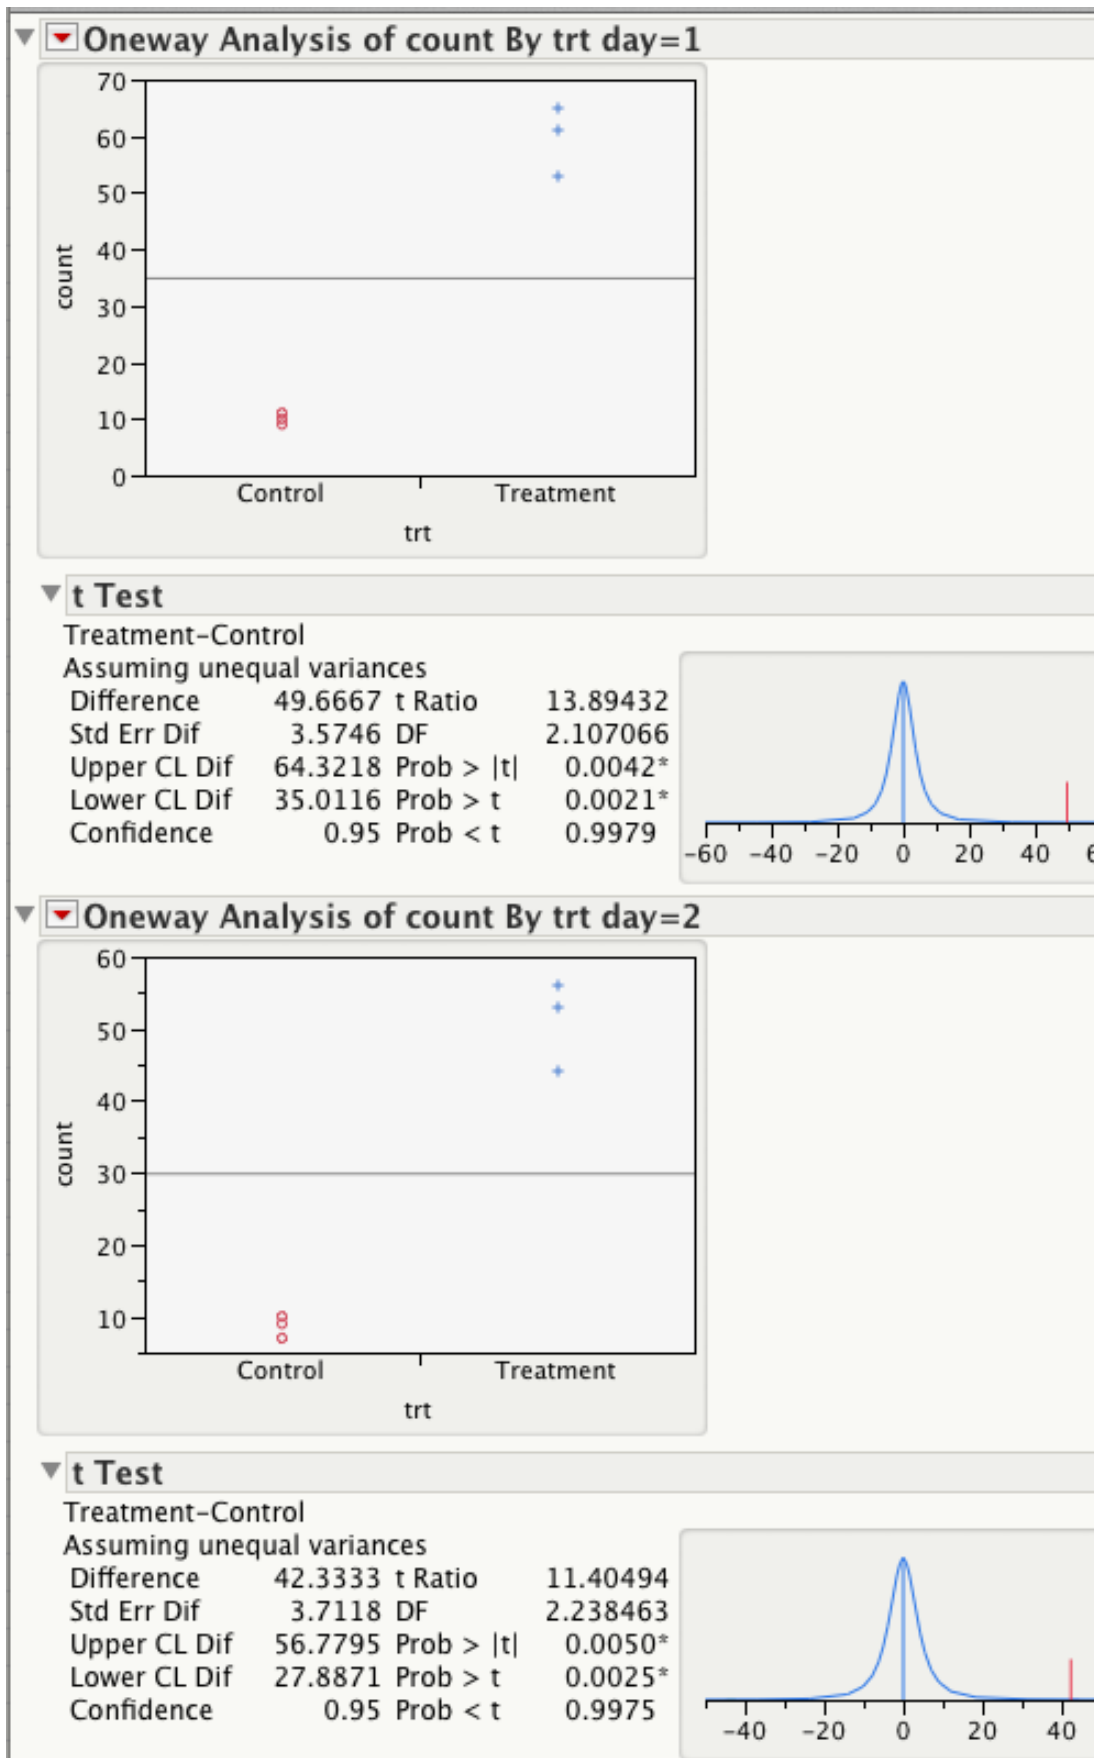 Oneway Analysis of count By trt day=1
70
60
50
40
30
20
10
0
count
Control Treatment
trt
t Test
Treatment-Control
Assuming unequal variances
Difference 49.6667 t Ratio 13.89432
Std Err Dif 3.5746 DF 2.107066
Upper CL Dif 64.3218 Prob > |t| 0.0042*
Lower CL Dif 35.0116 Prob > t 0.0021*
Confidence 0.95 Prob < t 0.9979
-60 -40 -20 0 20 40
Oneway Analysis of count By trt day=2
60
50
40
30
20
10
count
Control Treatment
trt
t Test
Treatment-Control
Assuming unequal variances
Difference 42.3333 t Ratio 11.40494
Std Err Dif 3.7118 DF 2.238463
Upper CL Dif 56.7795 Prob > |t| 0.0050*
Lower CL Dif 27.8871 Prob > t 0.0025*
Confidence 0.95 Prob < t 0.9975
-40 -20 0 20 40